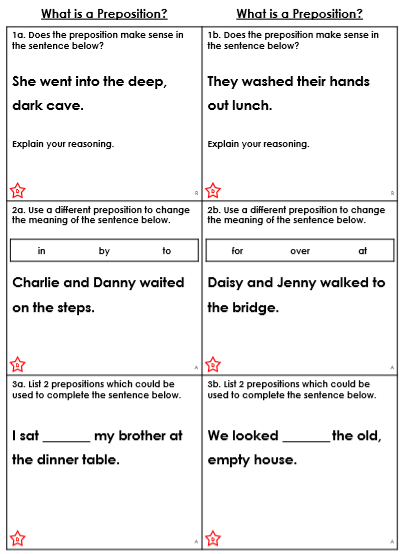 What is a Preposition?
1a. Does the preposition make sense in
the sentence below?
She went into the deep,
dark cave.
Explain your reasoning.
D
R
2a. Use a different preposition to change
the meaning of the sentence below.
in by to
Charlie and Danny waited
on the steps.
D
A
3a. List 2 prepositions which could be
used to complete the sentence below.
I sat _______ my brother at
the dinner table.
D
A
What is a Preposition?
1b. Does the preposition make sense in
the sentence below?
They washed their hands
out lunch.
Explain your reasoning.
D
R
2b. Use a different preposition to change
the meaning of the sentence below.
for over at
Daisy and Jenny walked to
the bridge.
D
A
3b. List 2 prepositions which could be
used to complete the sentence below.
We looked _______ the old,
empty house.
D
A